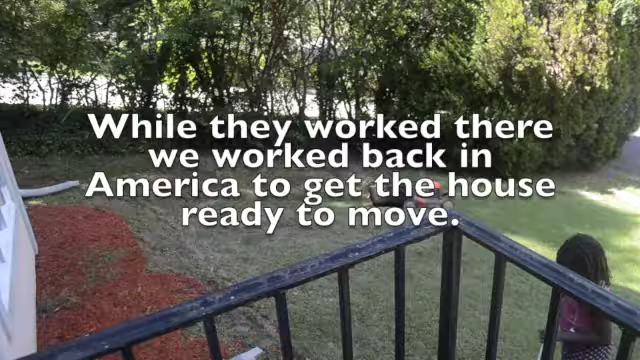 While they worked there
we worked back in
America to get the house
ready to move.